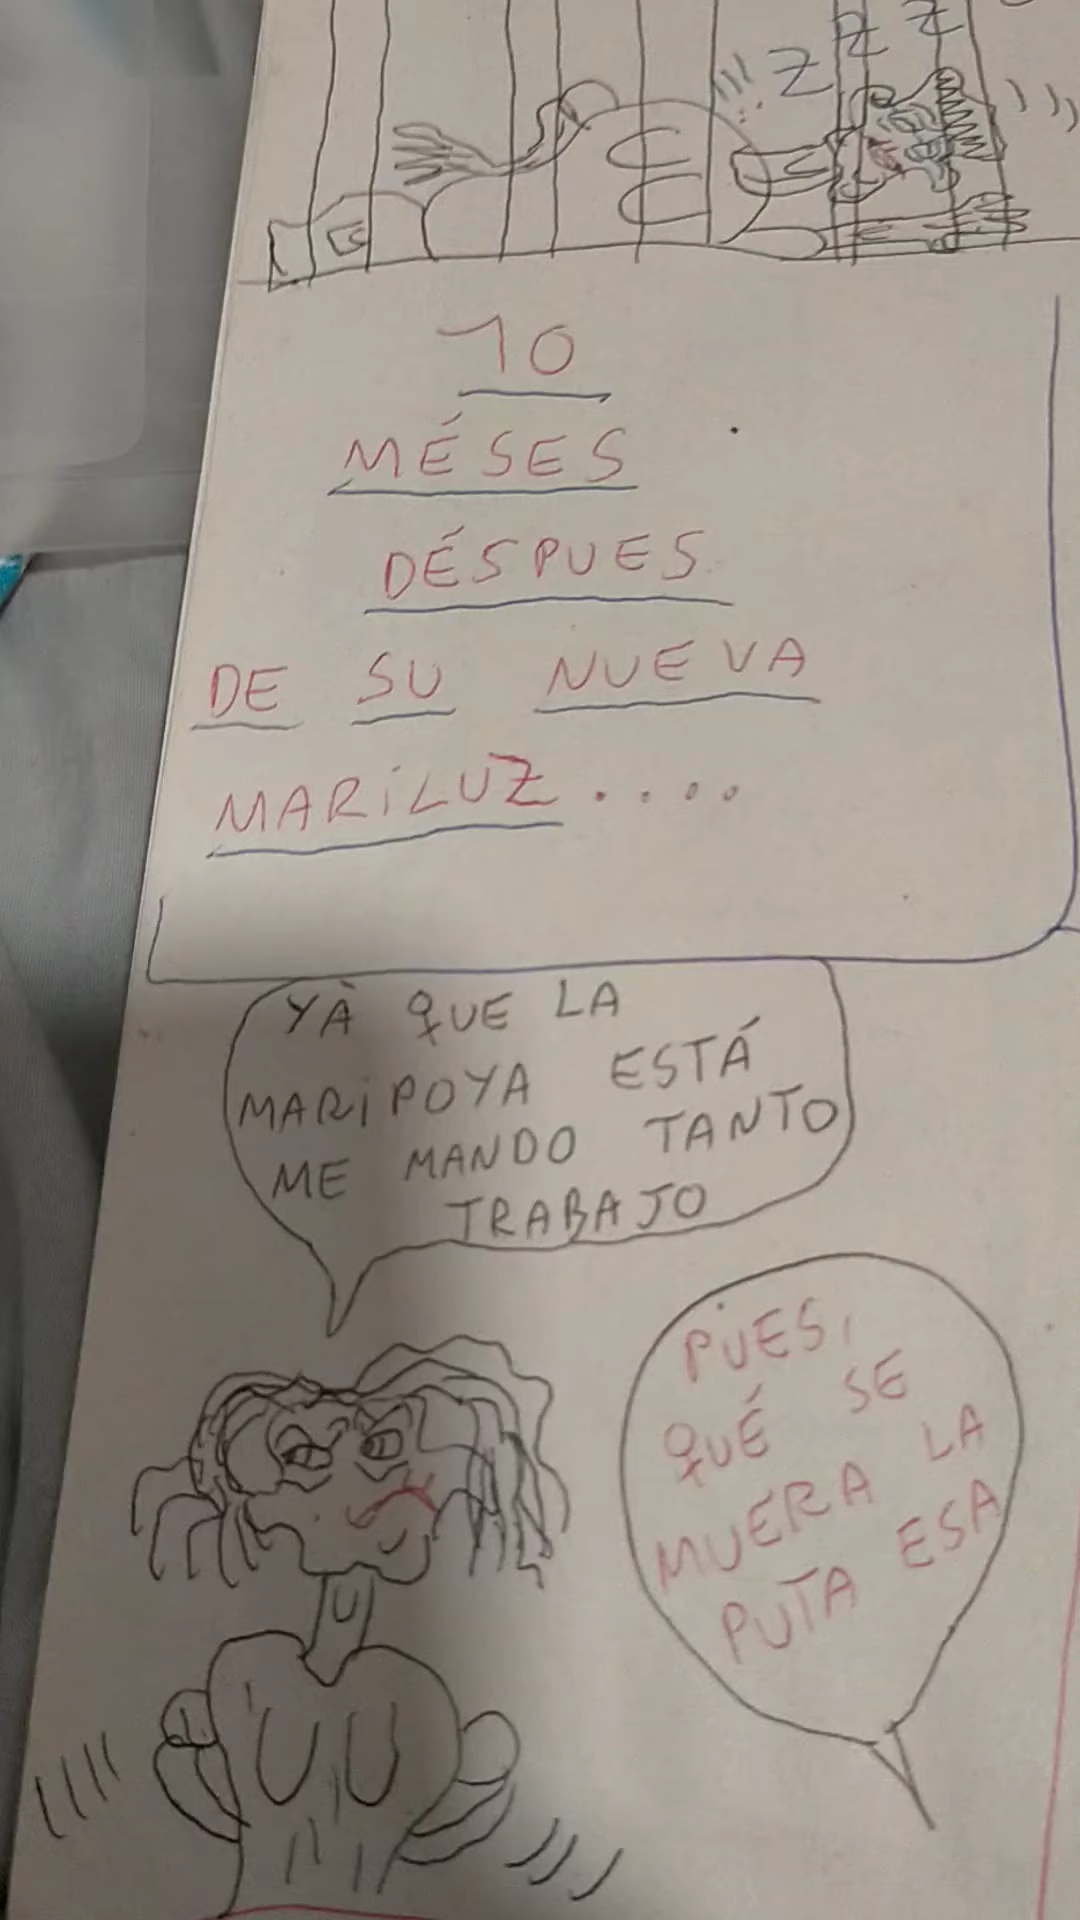 Z Z Z
10
MÉSES
DÉSPUES
DE SU NUEVA
MARiLUZ....
YÀ QUE LA
MARiPOYA ESTÁ
ME MANDO TANTO
TRABAJO
PUES,
QUÉ SE
MUERA LA
PUTA ESA